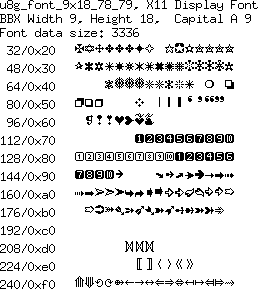 u8g_font_9x18_78_79, X11 Display Font
BBX Width 9, Height 18,  Capital A 9
Font data size: 3336
32/0x20
48/0x30
64/0x40
80/0x50
96/0x60
112/0x70
128/0x80
144/0x90
160/0xa0
176/0xb0
192/0xc0
208/0xd0
224/0xe0
240/0xf0